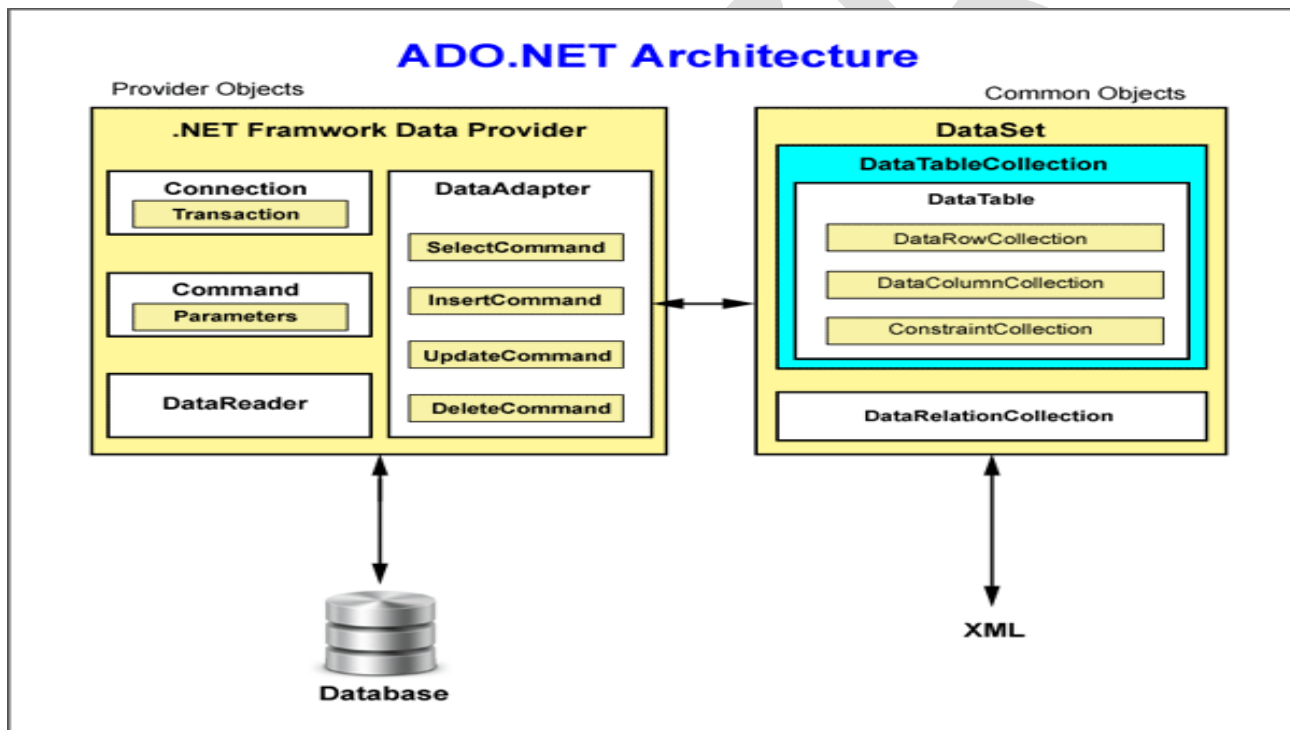 ADO.NET Architecture
Provider Objects
.NET Framwork Data Provider
Connection
Transaction
Command
Parameters
DataReader
DataAdapter
SelectCommand
InsertCommand
UpdateCommand
DeleteCommand
Database
Common Objects
DataSet
DataTableCollection
DataTable
DataRowCollection
DataColumnCollection
ConstraintCollection
DataRelationCollection
XML